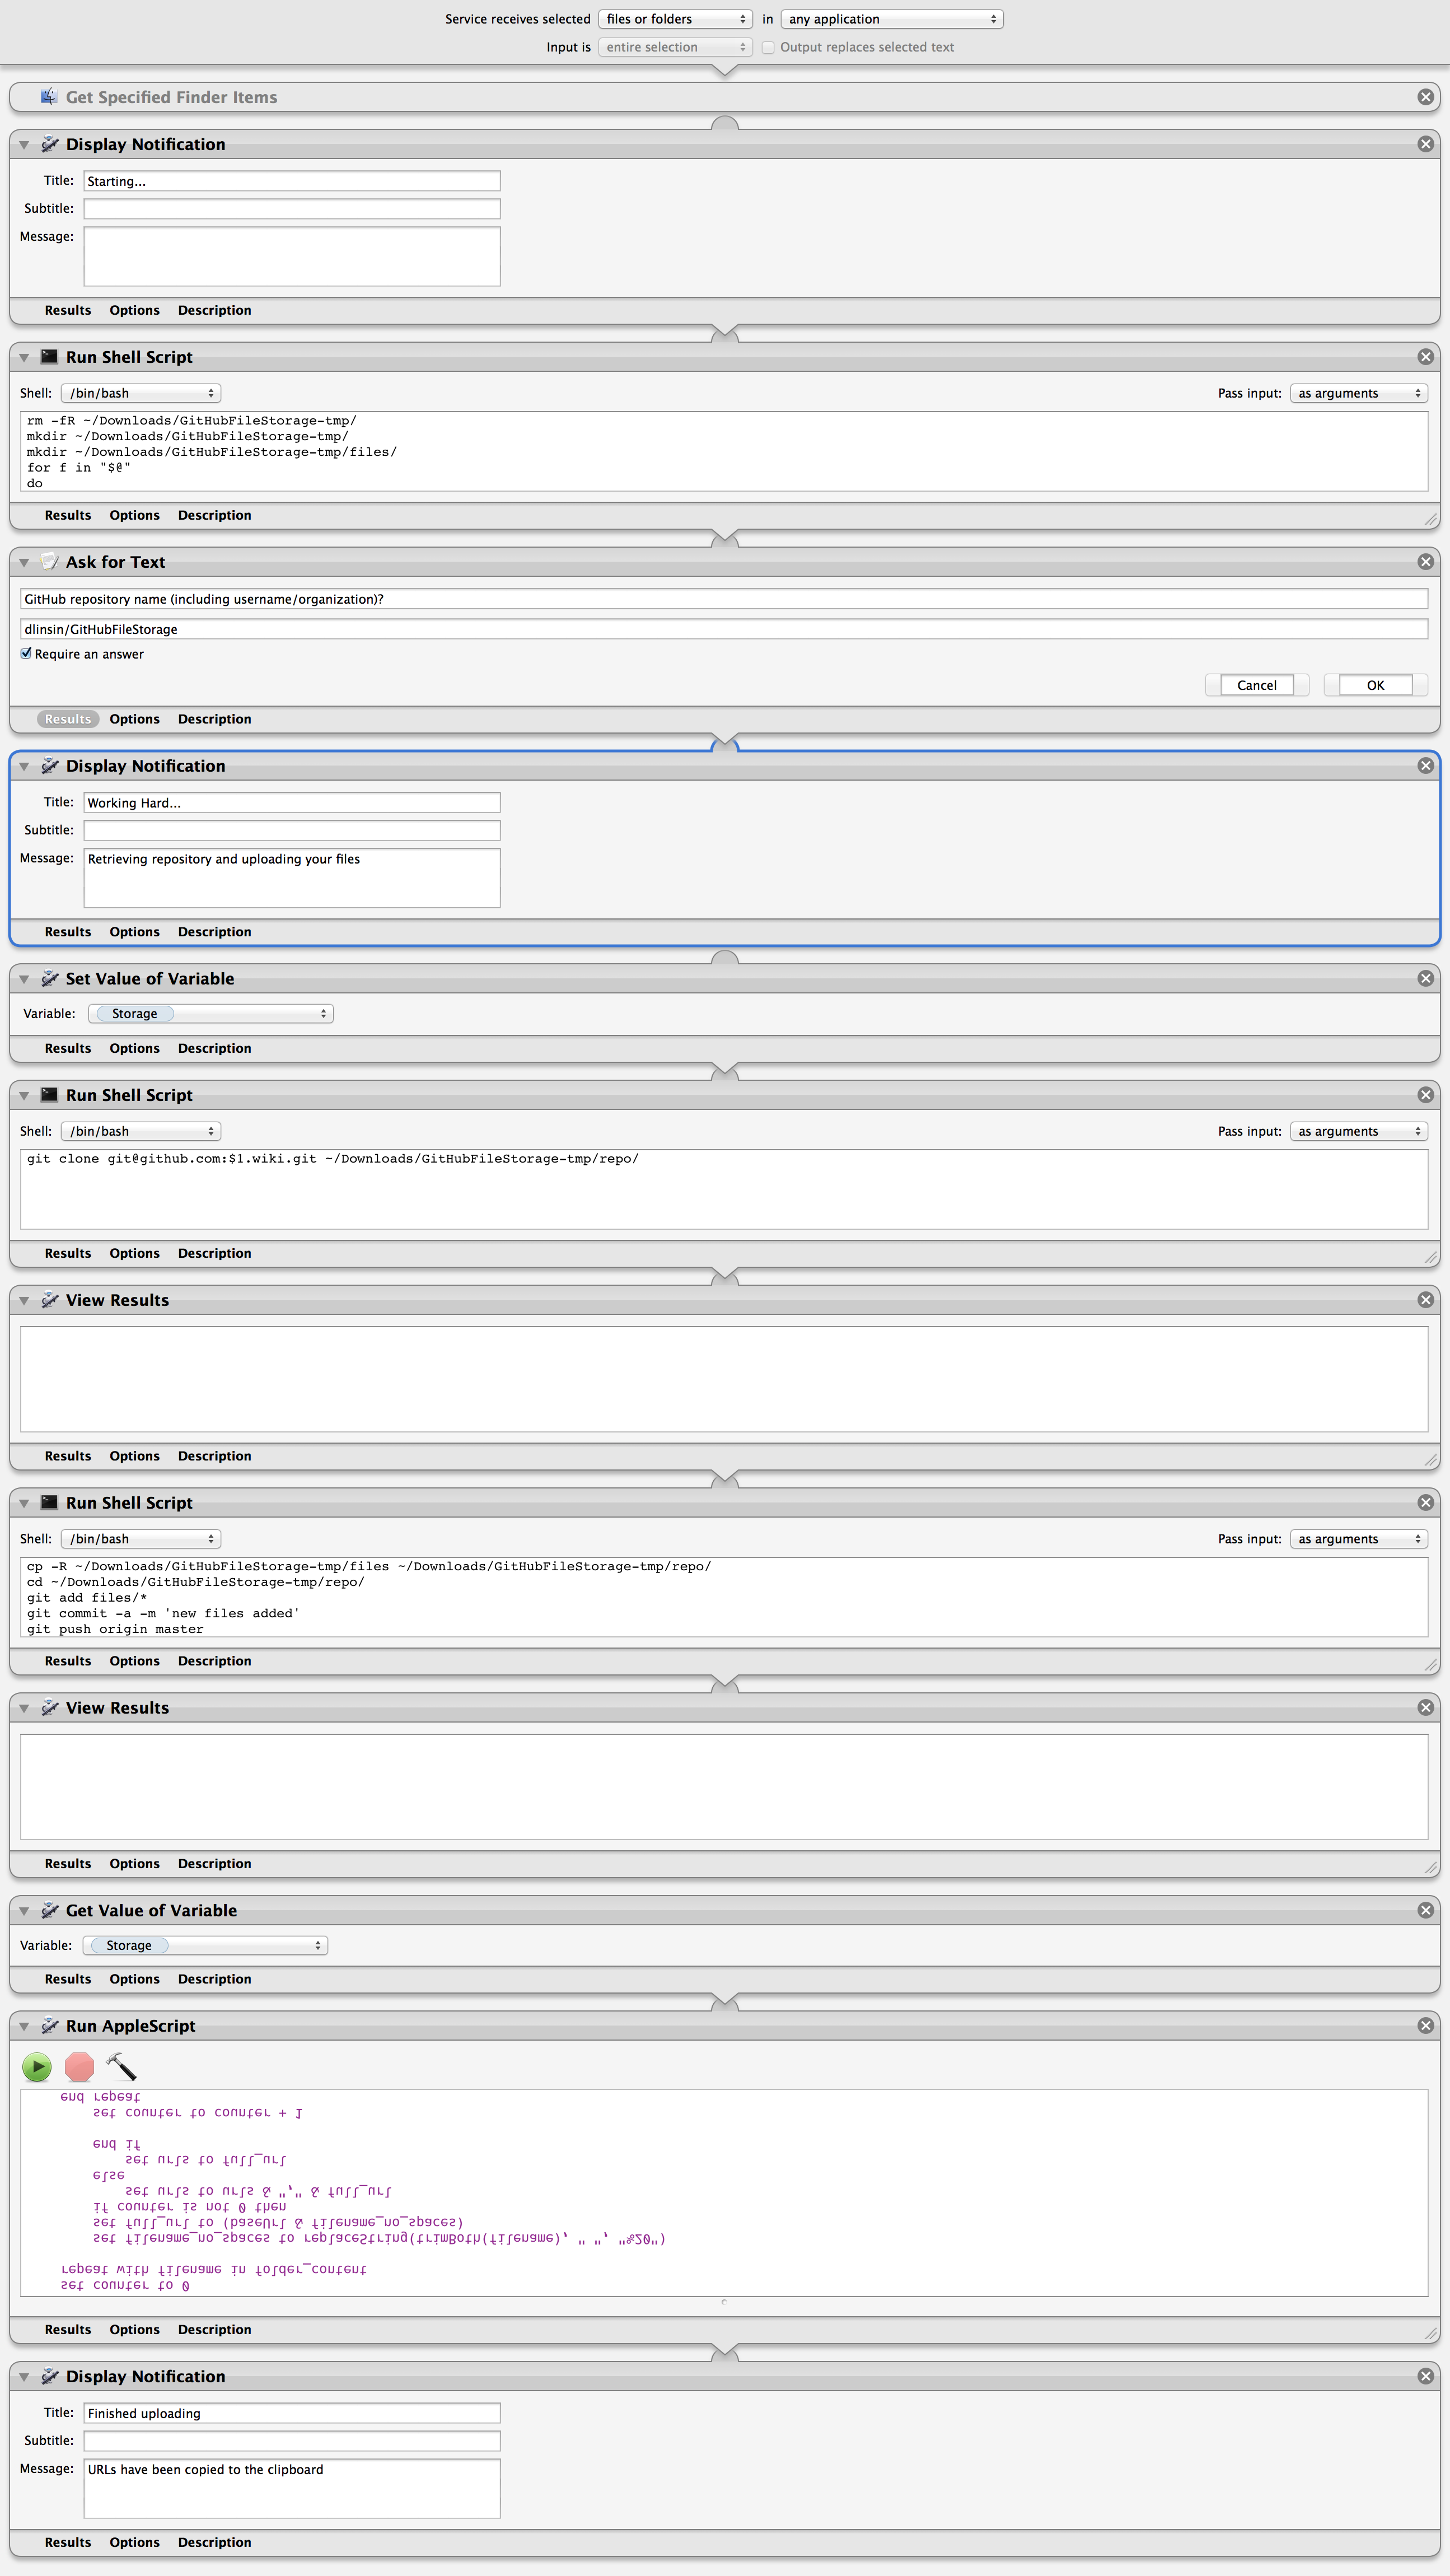 Service receives selected files or folders in any application
Input is entire selection Output replaces selected text
Get Specified Finder Items
Display Notification
Title: Starting...
Subtitle:
Message:
Results Options Description
Run Shell Script
Shell: /bin/bash Pass input: as arguments
rm -fR ~/Downloads/GitHubFileStorage-tmp/
mkdir ~/Downloads/GitHubFileStorage-tmp/
mkdir ~/Downloads/GitHubFileStorage-tmp/files/
for f in "$@"
do
Results Options Description
Ask for Text
GitHub repository name (including username/organization)?
dlinsin/GitHubFileStorage
Require an answer
Cancel OK
Results Options Description
Display Notification
Title: Working Hard...
Subtitle:
Message: Retrieving repository and uploading your files
Results Options Description
Set Value of Variable
Variable: Storage
Results Options Description
Run Shell Script
Shell: /bin/bash Pass input: as arguments
git clone git@github.com:$1.wiki.git ~/Downloads/GitHubFileStorage-tmp/repo/
Results Options Description
View Results
Results Options Description
Run Shell Script
Shell: /bin/bash Pass input: as arguments
cp -R ~/Downloads/GitHubFileStorage-tmp/files ~/Downloads/GitHubFileStorage-tmp/repo/
cd ~/Downloads/GitHubFileStorage-tmp/repo/
git add files/*
git commit -a -m 'new files added'
git push origin master
Results Options Description
View Results
Results Options Description
Get Value of Variable
Variable: Storage
Results Options Description
Run AppleScript
set counter to 0
repeat with filename in folder_content
set filename_no_spaces to replaceString(trimBoth(filename), " ", "%20")
set full_url to (baseUrl & filename_no_spaces)
if counter is not 0 then
set urls to urls & "," & full_url
else
set urls to full_url
end if
set counter to counter + 1
end repeat
Results Options Description
Display Notification
Title: Finished uploading
Subtitle:
Message: URLs have been copied to the clipboard
Results Options Description